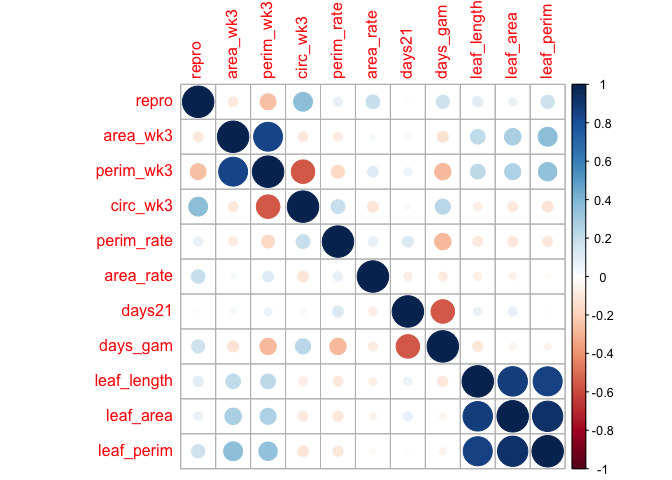 repro
area_wk3
perim_wk3
circ_wk3
perim_rate
area_rate
days21
days_gam
leaf_length
leaf_area
leaf_perim
repro
area_wk3
perim_wk3
circ_wk3
perim_rate
area_rate
days21
days_gam
leaf_length
leaf_area
leaf_perim
1
0.8
0.6
0.4
0.2
0
-0.2
-0.4
-0.6
-0.8
-1